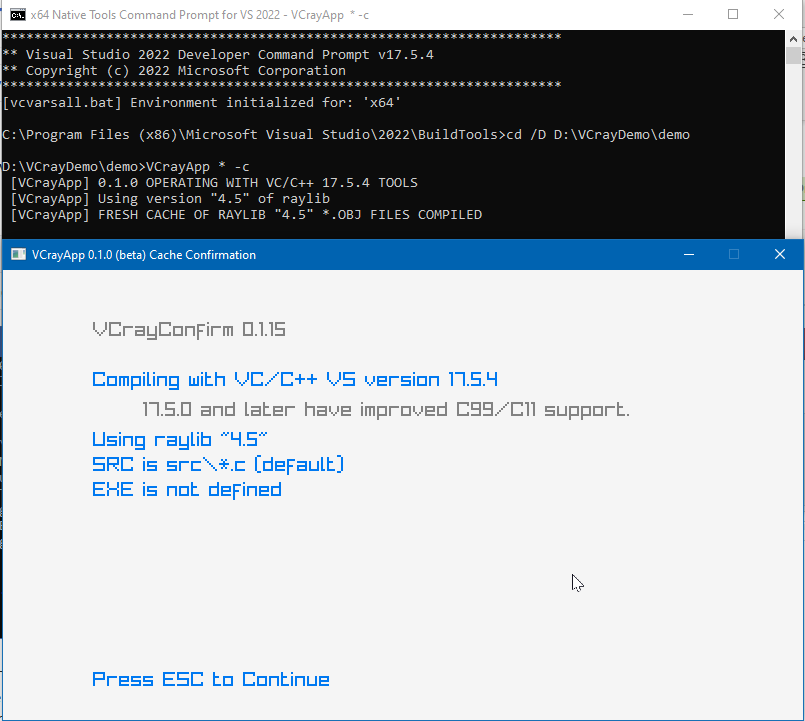 x64 Native Tools Command Prompt for VS 2022 - VCrayApp * -c
**********************************************************************
** Visual Studio 2022 Developer Command Prompt v17.5.4
** Copyright (c) 2022 Microsoft Corporation
**********************************************************************
[vcvarsall.bat] Environment initialized for: 'x64'
C:\Program Files (x86)\Microsoft Visual Studio\2022\BuildTools>cd /D D:\VCrayDemo\demo
D:\VCrayDemo\demo>VCrayApp * -c
[VCrayApp] 0.1.0 OPERATING WITH VC/C++ 17.5.4 TOOLS
[VCrayApp] Using version "4.5" of raylib
[VCrayApp] FRESH CACHE OF RAYLIB "4.5" *.OBJ FILES COMPILED
VCrayApp 0.1.0 (beta) Cache Confirmation
VCrayConfirm 0.1.15
Compiling with VC/C++ VS version 17.5.4
17.5.0 and later have improved C99/C11 support.
Using raylib "4.5"
SRC is src\*.c (default)
EXE is not defined
Press ESC to Continue